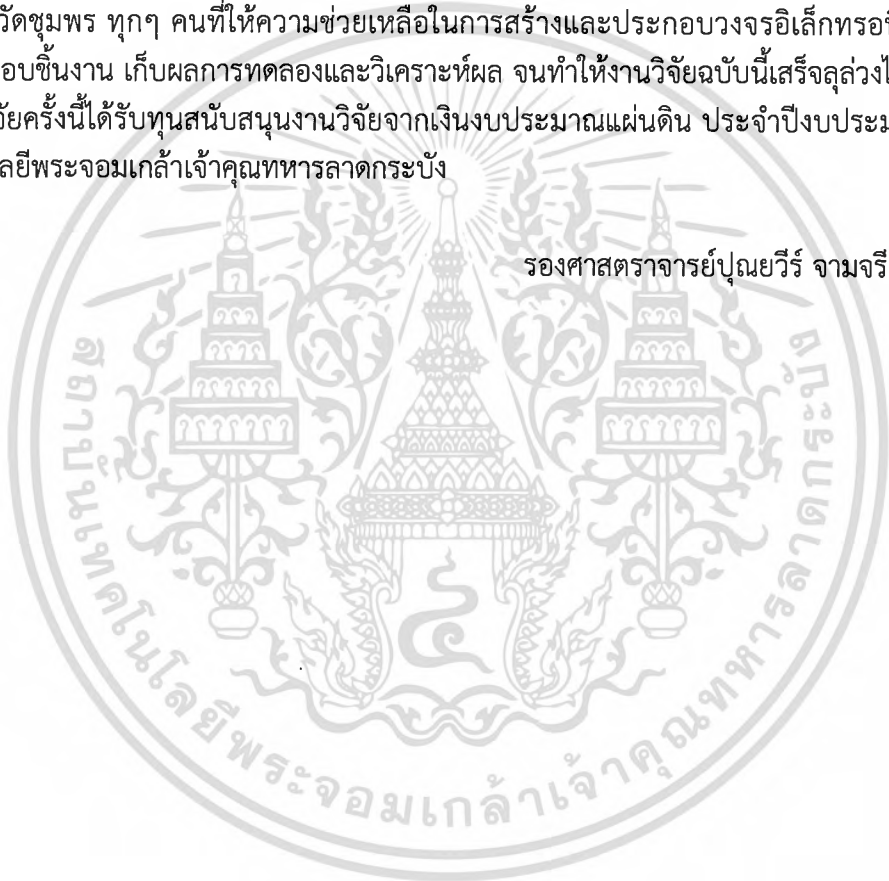 วัดชุมพร ทุกๆ คนที่ให้ความช่วยเหลือในการสร้างและประกอบวงจรอิเล็กทรอ
อบชิ้นงาน เก็บผลการทดลองและวิเคราะห์ผล จนทำให้งานวิจัยฉบับนี้เสร็จลุล่วงไ
จัยครั้งนี้ได้รับทุนสนับสนุนงานวิจัยจากเงินงบประมาณแผ่นดิน ประจำปีงบประม
ลยีพระจอมเกล้าเจ้าคุณทหารลาดกระบัง
รองศาสตราจารย์ปุณยวีร์ จามจรี
สถาบันเทคโนโลยีพระจอมเกล้าเจ้าคุณทหารลาดกระบัง
๔